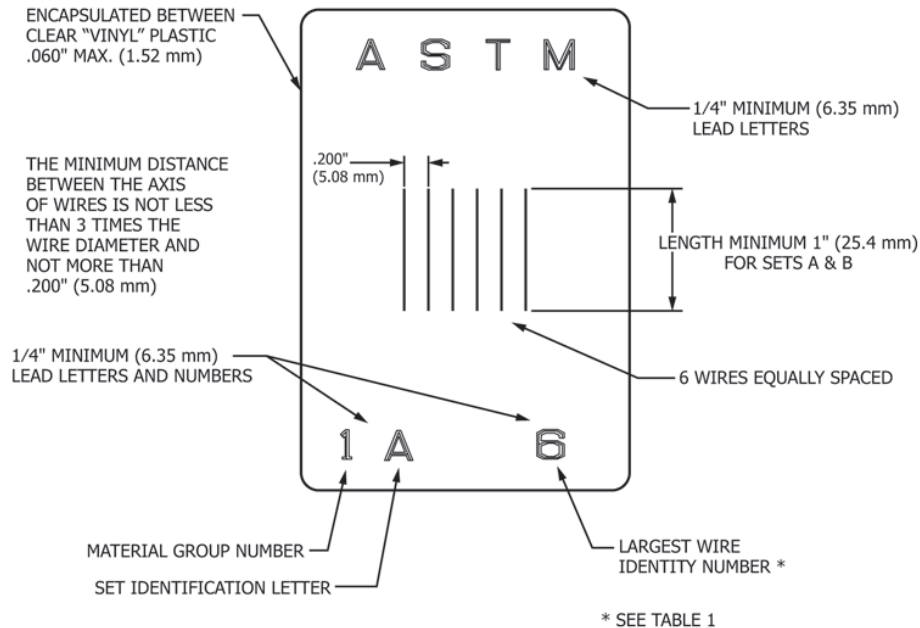 ENCAPSULATED BETWEEN
CLEAR “VINYL” PLASTIC
.060" MAX. (1.52 mm)
A S T M
1/4" MINIMUM (6.35 mm)
LEAD LETTERS
THE MINIMUM DISTANCE
BETWEEN THE AXIS
OF WIRES IS NOT LESS
THAN 3 TIMES THE
WIRE DIAMETER AND
NOT MORE THAN
.200" (5.08 mm)
.200"
(5.08 mm)
LENGTH MINIMUM 1" (25.4 mm)
FOR SETS A & B
1/4" MINIMUM (6.35 mm)
LEAD LETTERS AND NUMBERS
6 WIRES EQUALLY SPACED
1 A 6
MATERIAL GROUP NUMBER
SET IDENTIFICATION LETTER
LARGEST WIRE
IDENTITY NUMBER *
* SEE TABLE 1